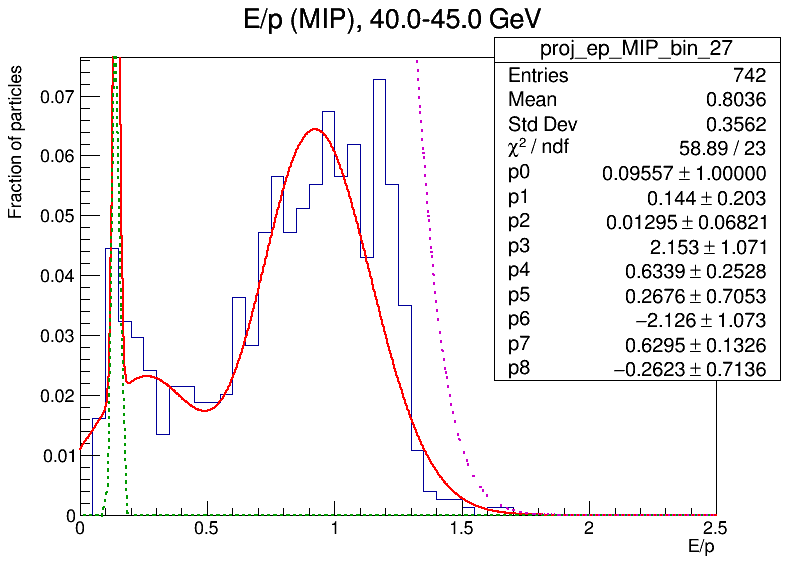 E/p (MIP), 40.0-45.0 GeV
proj_ep_MIP_bin_27
Entries 742
Mean 0.8036
Std Dev 0.3562
χ² / ndf 58.89 / 23
p0 0.09557 ± 1.00000
p1 0.144 ± 0.203
p2 0.01295 ± 0.06821
p3 2.153 ± 1.071
p4 0.6339 ± 0.2528
p5 0.2676 ± 0.7053
p6 −2.126 ± 1.073
p7 0.6295 ± 0.1326
p8 −0.2623 ± 0.7136
Fraction of particles
0.07
0.06
0.05
0.04
0.03
0.02
0.01
0
0 0.5 1 1.5 2 2.5
E/p